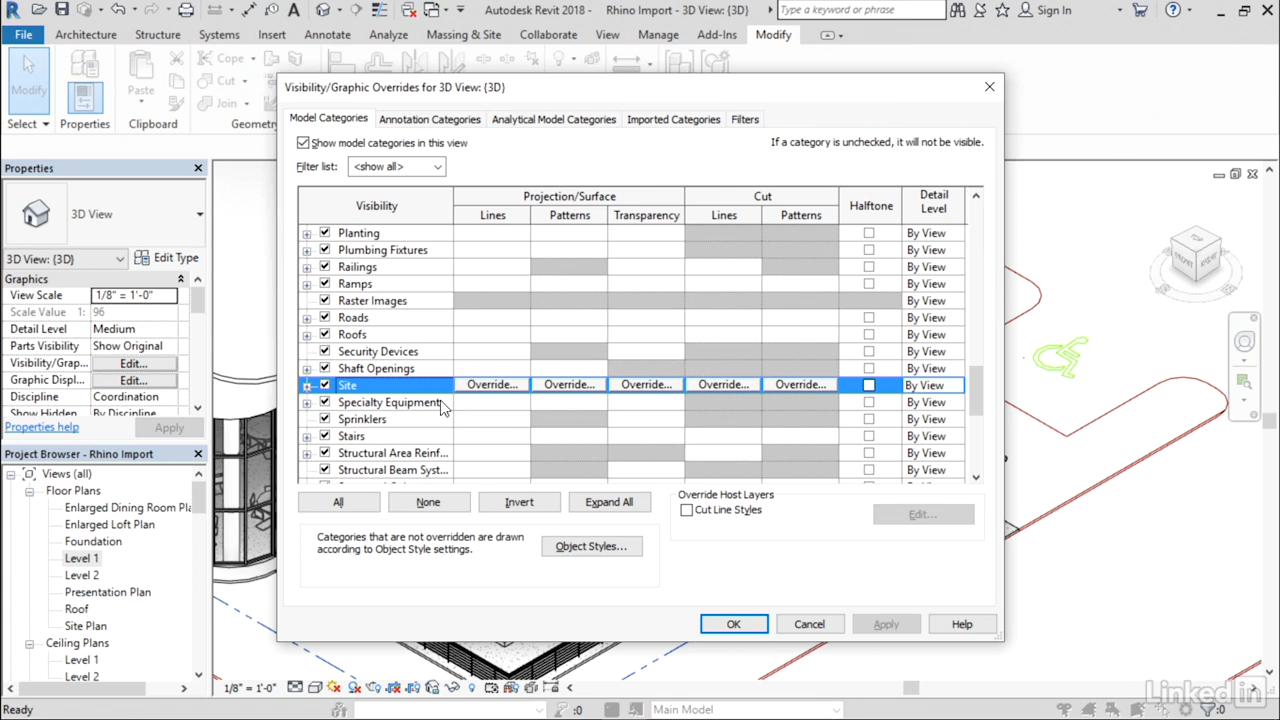 Autodesk Revit 2018 - Rhino Import - 3D View: {3D}
Type a keyword or phrase
Sign In
File Architecture Structure Systems Insert Annotate Analyze Massing & Site Collaborate View Manage Add-Ins Modify
Modify
Paste
Cope
Cut
Join
Select Properties Clipboard Geometry
Visibility/Graphic Overrides for 3D View: {3D}
Model Categories Annotation Categories Analytical Model Categories Imported Categories Filters
Show model categories in this view
If a category is unchecked, it will not be visible.
Filter list: <show all>
Visibility Projection/Surface Cut Halftone Detail Level
Lines Patterns Transparency Lines Patterns
Planting By View
Plumbing Fixtures By View
Railings By View
Ramps By View
Raster Images By View
Roads By View
Roofs By View
Security Devices By View
Shaft Openings By View
Site Override... Override... Override... Override... Override... By View
Specialty Equipment By View
Sprinklers By View
Stairs By View
Structural Area Reinf... By View
Structural Beam Syst... By View
All None Invert Expand All
Override Host Layers
Cut Line Styles
Edit...
Categories that are not overridden are drawn
according to Object Style settings.
Object Styles...
OK Cancel Apply Help
Properties
3D View
3D View: {3D} Edit Type
Graphics
View Scale 1/8" = 1'-0"
Scale Value 1: 96
Detail Level Medium
Parts Visibility Show Original
Visibility/Grap... Edit...
Graphic Displ... Edit...
Discipline Coordination
Show Hidden By Discipline
Properties help Apply
Project Browser - Rhino Import
Views (all)
Floor Plans
Enlarged Dining Room Pla
Enlarged Loft Plan
Foundation
Level 1
Level 2
Presentation Plan
Roof
Site Plan
Ceiling Plans
Level 1
Level 2
1/8" = 1'-0"
Ready
:0
Main Model
:0
FRONT
LinkedIn